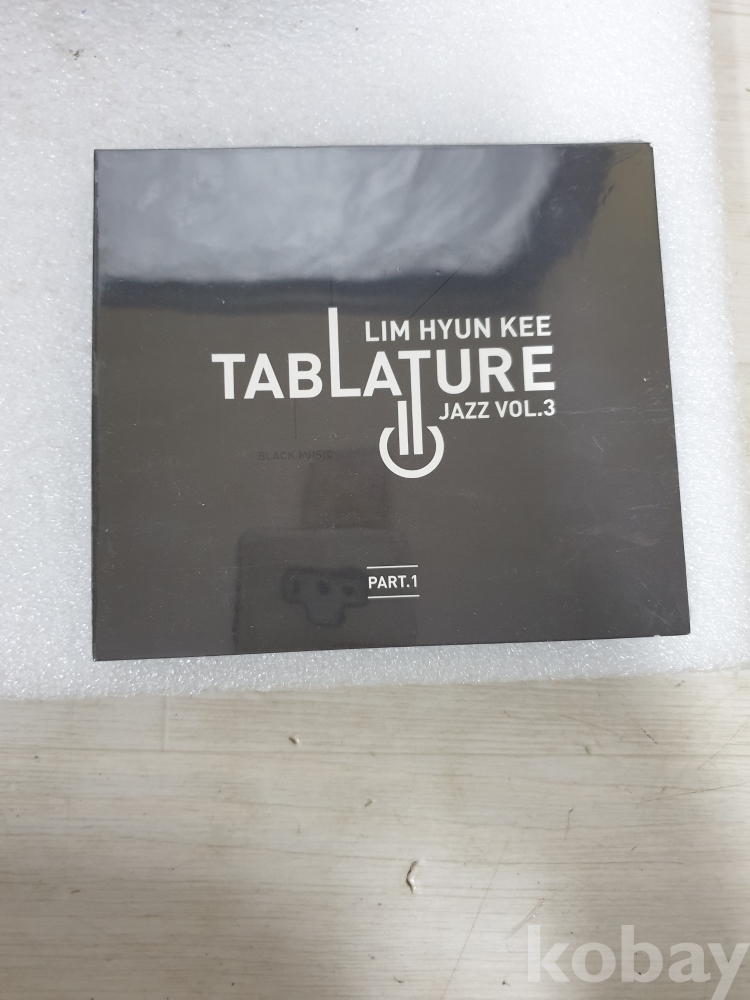 LIM HYUN KEE
TABLATURE
JAZZ VOL.3
BLACK MUSIC
PART.1
kobay